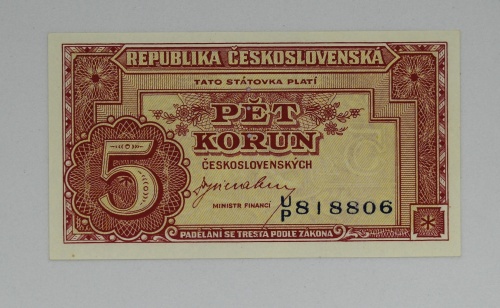 REPUBLIKA ČESKOSLOVENSKÁ
TATO STÁTOVKA PLATÍ
PĚT
KORUN
ČESKOSLOVENSKÝCH
5
MINISTR FINANCÍ
U/P 818806
PADĚLÁNÍ SE TRESTÁ PODLE ZÁKONA